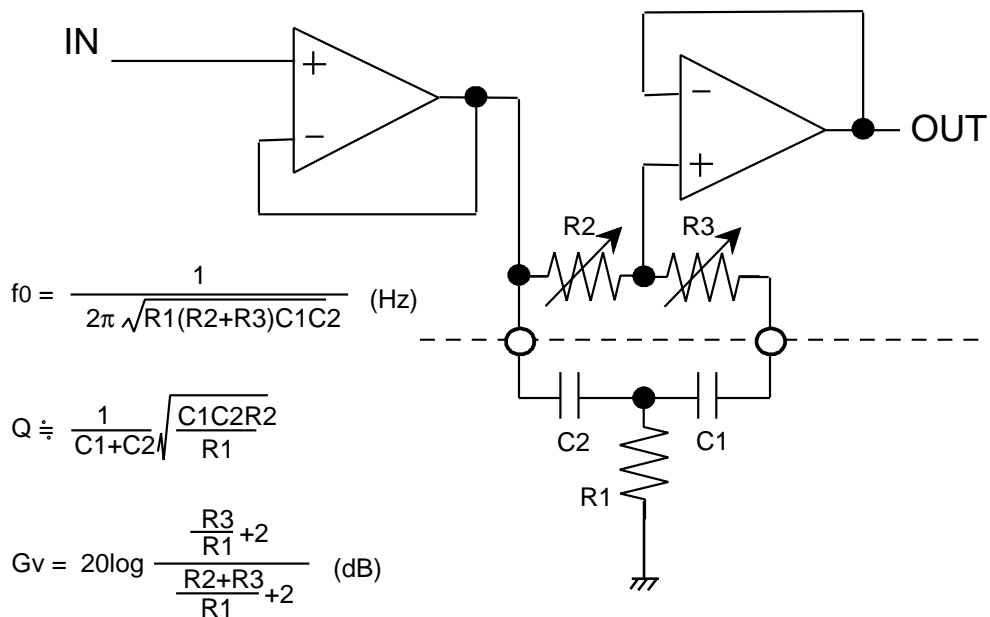 IN
+
−
−
+
OUT
R2
R3
f0 = 1 / 2π √R1(R2+R3)C1C2 (Hz)
C2
C1
R1
Q ≒ 1 / C1+C2 √C1C2R2 / R1
Gv = 20log R3/R1 +2 / R2+R3/R1 +2 (dB)